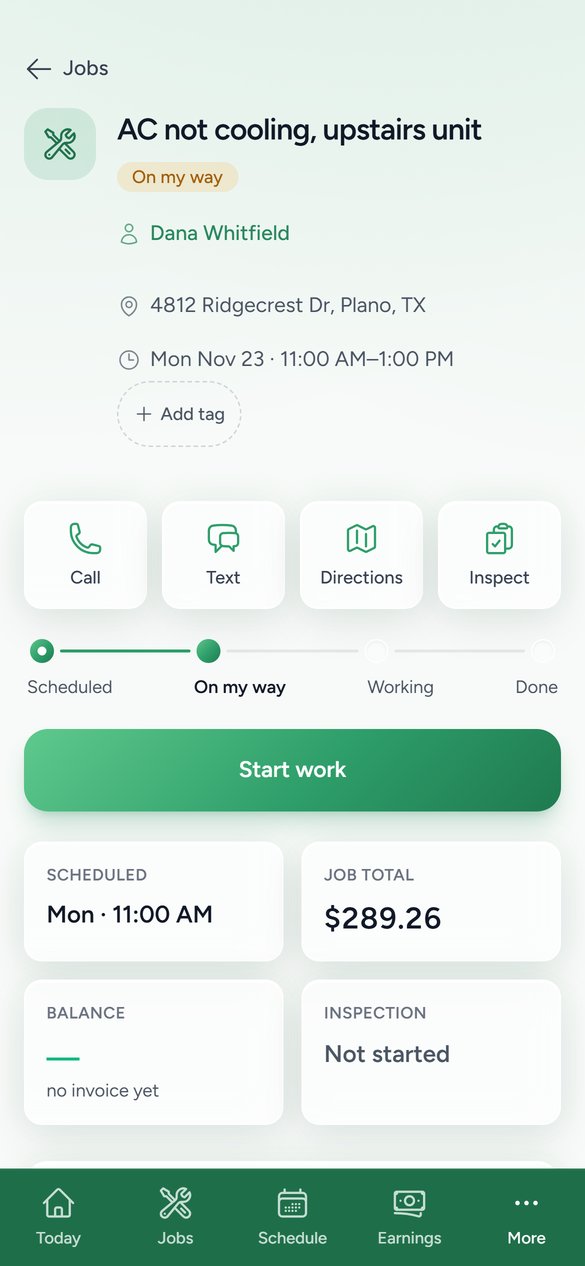 Jobs
AC not cooling, upstairs unit
On my way
Dana Whitfield
4812 Ridgecrest Dr, Plano, TX
Mon Nov 23 · 11:00 AM–1:00 PM
Add tag
Call
Text
Directions
Inspect
Scheduled
On my way
Working
Done
Start work
SCHEDULED
Mon · 11:00 AM
JOB TOTAL
$289.26
BALANCE
—
no invoice yet
INSPECTION
Not started
Today
Jobs
Schedule
Earnings
More